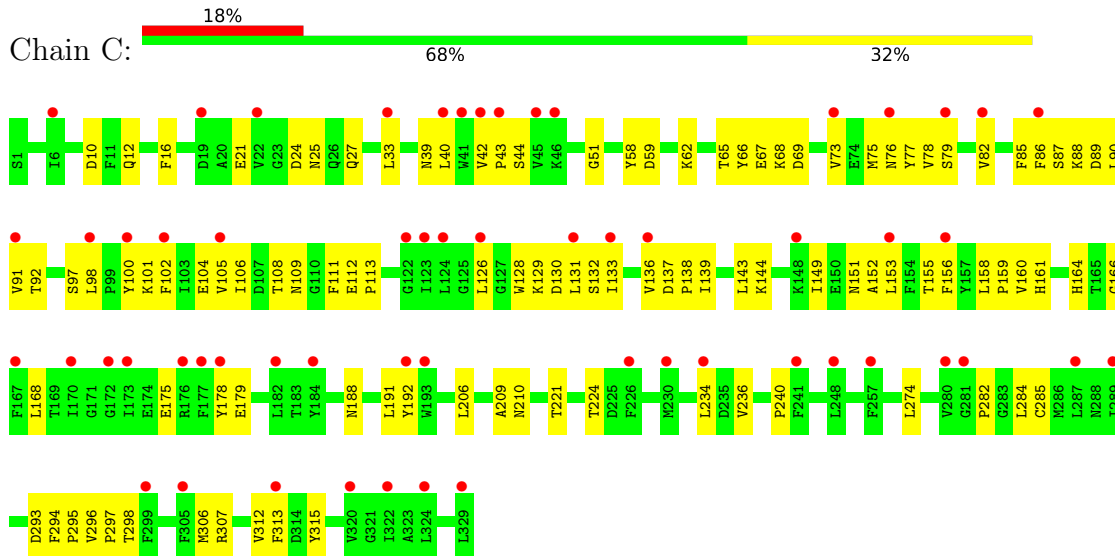 18%
Chain C:
68% 32%
S1 I6 D10 F11 Q12 F16 D19 A20 E21 V22 G23 D24 N25 Q26 Q27 L33 N39 L40 W41 V42 P43 S44 V45 K46 G51 Y58 D59 K62 T65 Y66 E67 K68 D69 V73 E74 M75 N76 Y77 V78 S79 V82 F85 F86 S87 K88 D89 L90
V91 T92 S97 L98 P99 Y100 K101 F102 I103 E104 V105 I106 D107 T108 N109 G110 F111 E112 P113 G122 I123 L124 G125 L126 G127 W128 K129 D130 L131 S132 I133 V136 D137 P138 I139 L143 K144 K148 I149 E150 N151 A152 L153 F154 T155 F156 Y157 L158 P159 V160 H161 H164 T165 G166
F167 L168 T169 I170 G171 G172 I173 E174 E175 R176 F177 Y178 E179 L182 T183 Y184 N188 L191 Y192 W193 L206 A209 N210 T221 T224 D225 F226 M230 L234 D235 V236 P240 F241 L248 F257 L274 V280 G281 P282 G283 L284 C285 M286 L287 N288 I289
D293 F294 P295 V296 P297 T298 F299 F305 M306 R307 V312 F313 D314 Y315 V320 G321 I322 A323 L324 L329